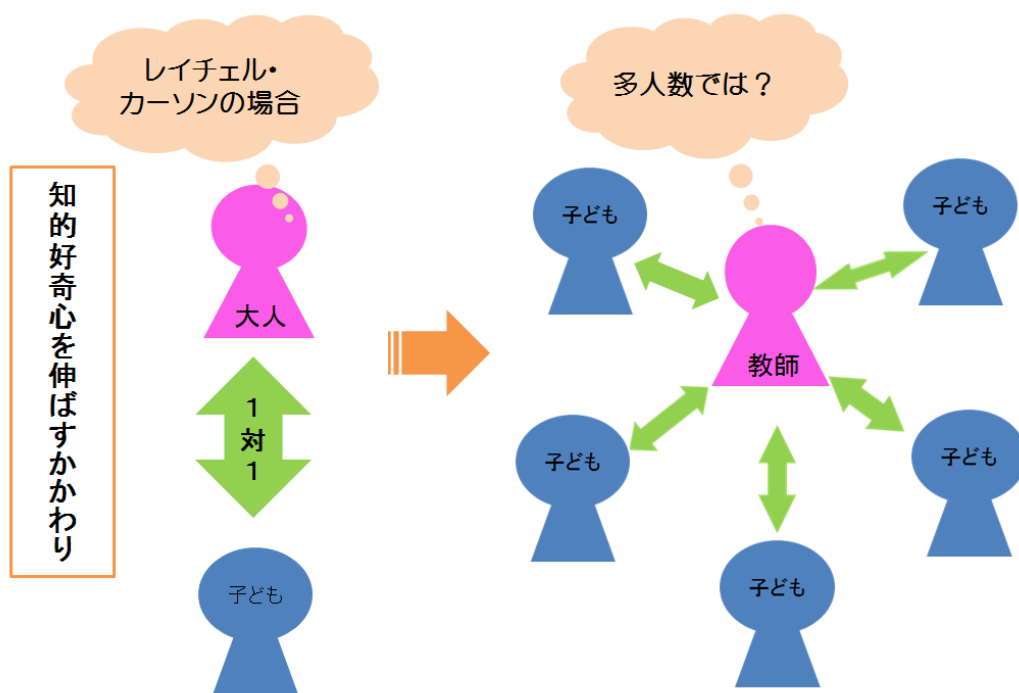 レイチェル・
カーソンの場合
多人数では？
知的好奇心を伸ばすかかわり
大人
1
対
1
子ども
子ども
子ども
教師
子ども
子ども
子ども